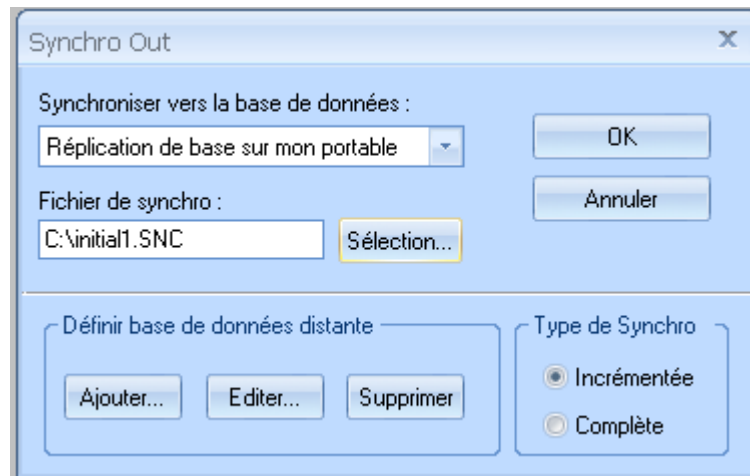 Synchro Out
Synchroniser vers la base de données :
Réplication de base sur mon portable
OK
Fichier de synchro :
Annuler
C:\initial1.SNC
Sélection...
Définir base de données distante
Type de Synchro
Ajouter...
Editer...
Supprimer
Incrémentée
Complète